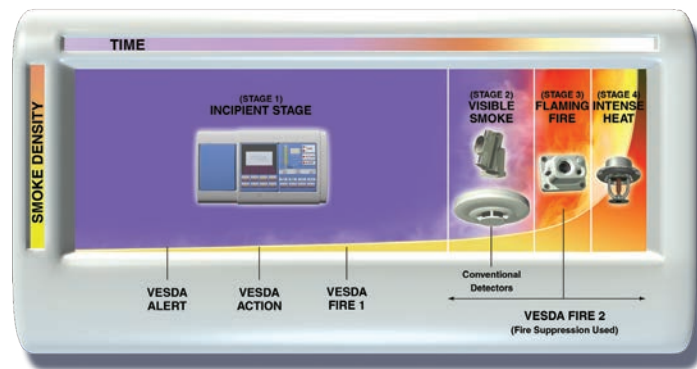 TIME
SMOKE DENSITY
(STAGE 1)
INCIPIENT STAGE
(STAGE 2)
VISIBLE
SMOKE
(STAGE 3)
FLAMING
FIRE
(STAGE 4)
INTENSE
HEAT
VESDA
ALERT
VESDA
ACTION
VESDA
FIRE 1
Conventional
Detectors
VESDA FIRE 2
(Fire Suppression Used)